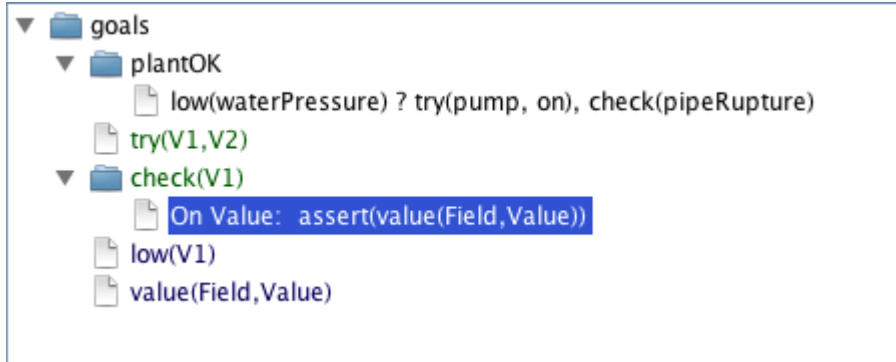 goals
plantOK
low(waterPressure) ? try(pump, on), check(pipeRupture)
try(V1,V2)
check(V1)
On Value:  assert(value(Field,Value))
low(V1)
value(Field,Value)